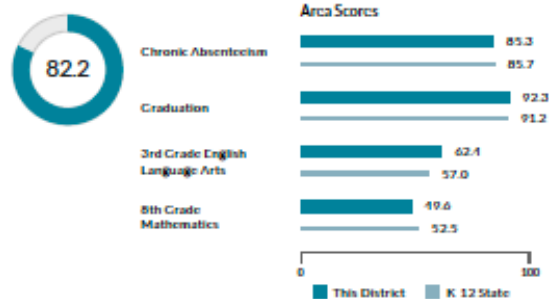 82.2
Area Scores
Chronic Absenteeism
85.3
85.7
Graduation
92.3
91.2
3rd Grade English
Language Arts
62.4
57.0
8th Grade
Mathematics
49.6
52.5
0
100
This District
K 12 State